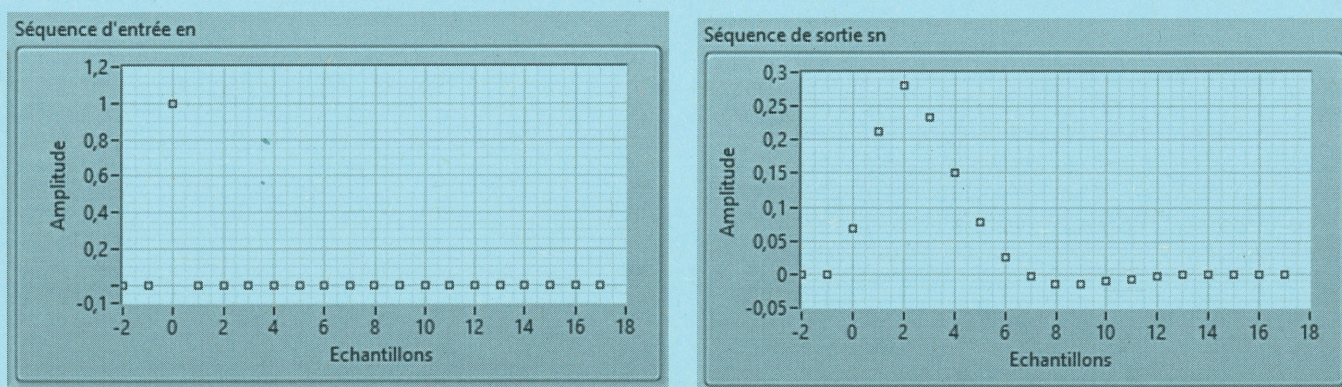 Séquence d'entrée en
1,2
1
0,8
0,6
0,4
0,2
-0,1
Amplitude
-2 0 2 4 6 8 10 12 14 16 18
Echantillons
Séquence de sortie sn
0,3
0,25
0,2
0,15
0,1
0,05
0
-0,05
Amplitude
-2 0 2 4 6 8 10 12 14 16 18
Echantillons